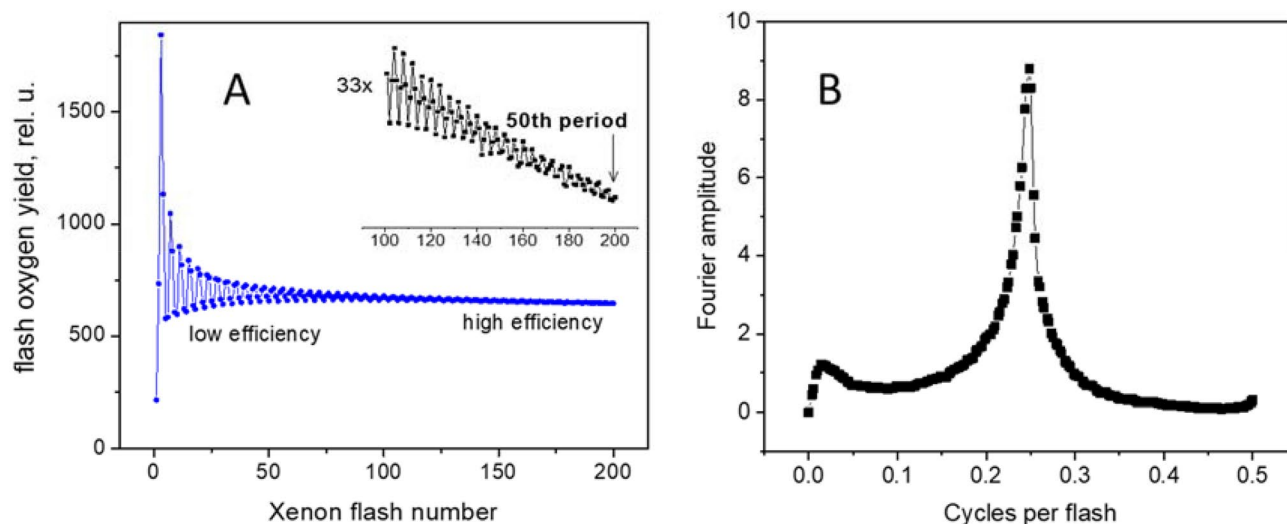 A
flash oxygen yield, rel. u.
1500
1000
500
0
0 50 100 150 200
Xenon flash number
low efficiency
high efficiency
33x
50th period
100 120 140 160 180 200
B
Fourier amplitude
10
8
6
4
2
0
0.0 0.1 0.2 0.3 0.4 0.5
Cycles per flash